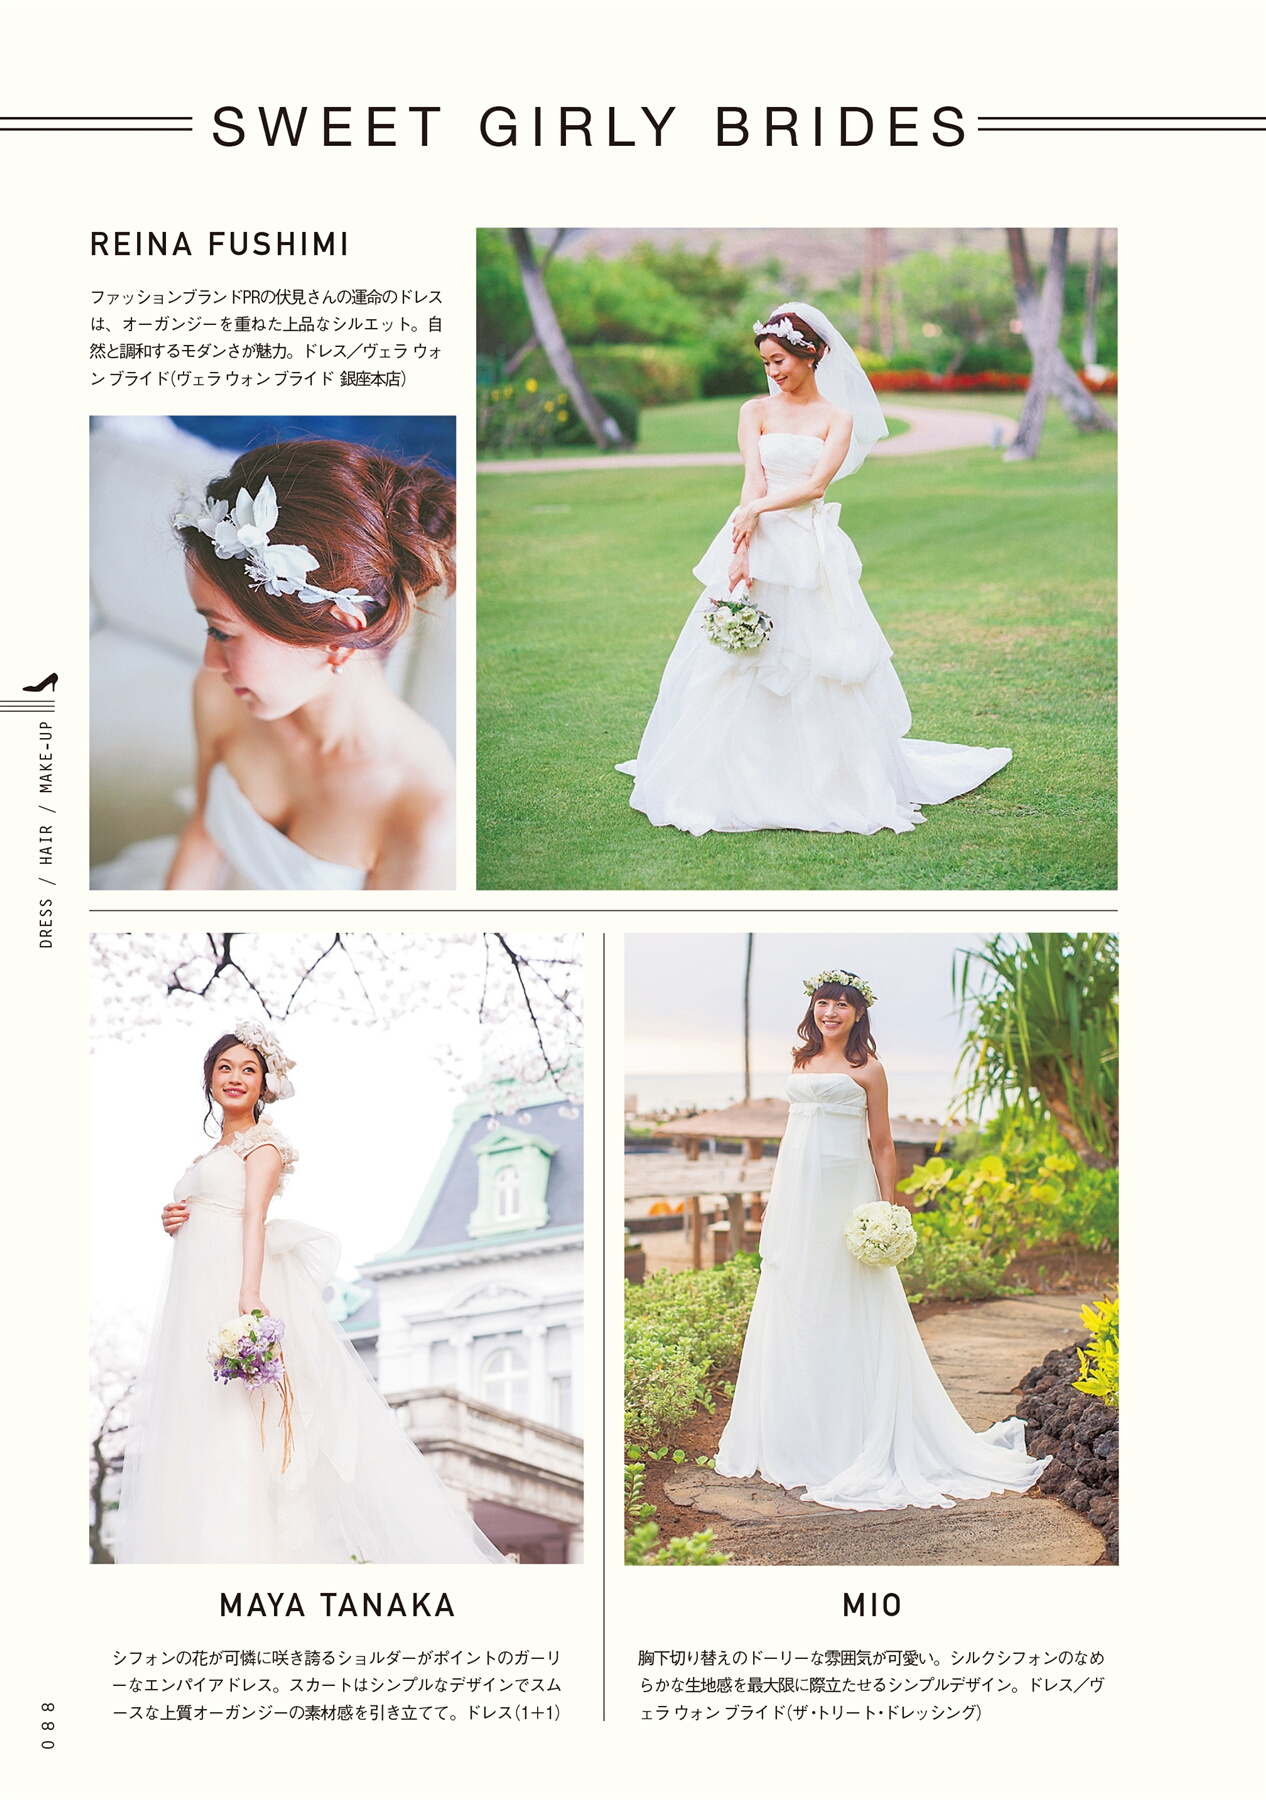 SWEET GIRLY BRIDES
REINA FUSHIMI
ファッションブランドPRの伏見さんの運命のドレス
は、オーガンジーを重ねた上品なシルエット。自
然と調和するモダンさが魅力。ドレス／ヴェラ ウォ
ン ブライド（ヴェラ ウォン ブライド 銀座本店）
DRESS / HAIR / MAKE-UP
MAYA TANAKA
シフォンの花が可憐に咲き誇るショルダーがポイントのガーリ
ーなエンパイアドレス。スカートはシンプルなデザインでスム
ースな上質オーガンジーの素材感を引き立てて。ドレス（1＋1）
MIO
胸下切り替えのドーリーな雰囲気が可愛い。シルクシフォンのなめ
らかな生地感を最大限に際立たせるシンプルデザイン。ドレス／ヴ
ェラ ウォン ブライド（ザ・トリート・ドレッシング）
088